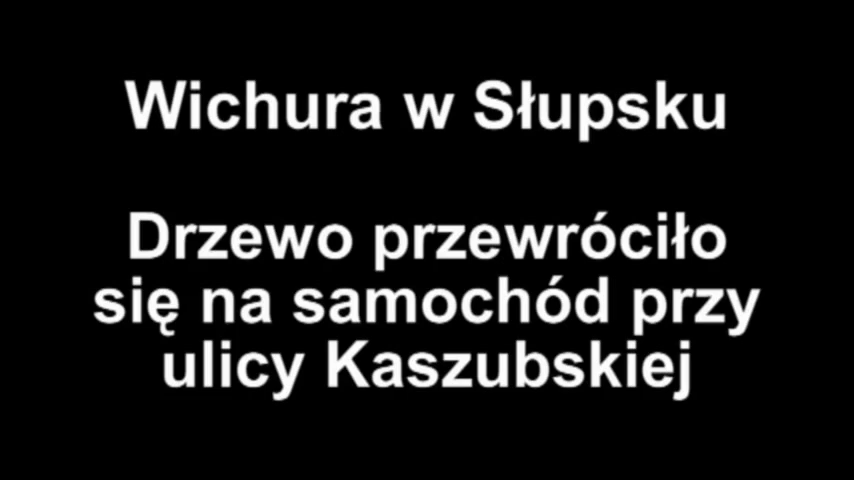 Wichura w Słupsku
Drzewo przewróciło
się na samochód przy
ulicy Kaszubskiej